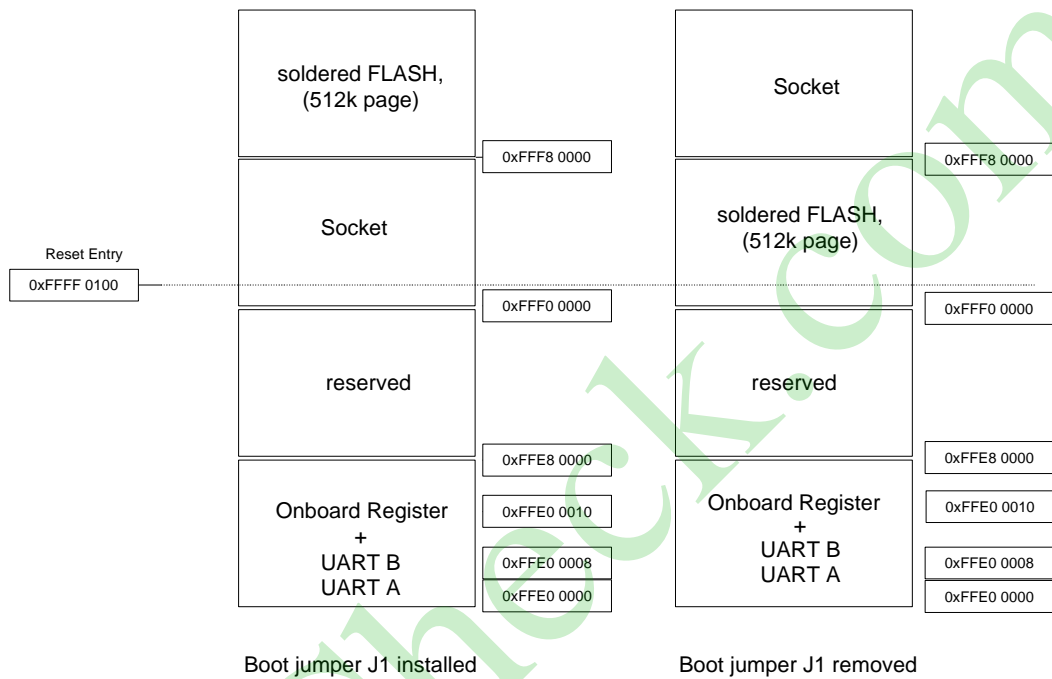 soldered FLASH,
(512k page)
0xFFF8 0000
Socket
Reset Entry
0xFFFF 0100
0xFFF0 0000
reserved
0xFFE8 0000
Onboard Register
+
UART B
UART A
0xFFE0 0010
0xFFE0 0008
0xFFE0 0000
Boot jumper J1 installed
Socket
0xFFF8 0000
soldered FLASH,
(512k page)
0xFFF0 0000
reserved
0xFFE8 0000
Onboard Register
+
UART B
UART A
0xFFE0 0010
0xFFE0 0008
0xFFE0 0000
Boot jumper J1 removed
check.com